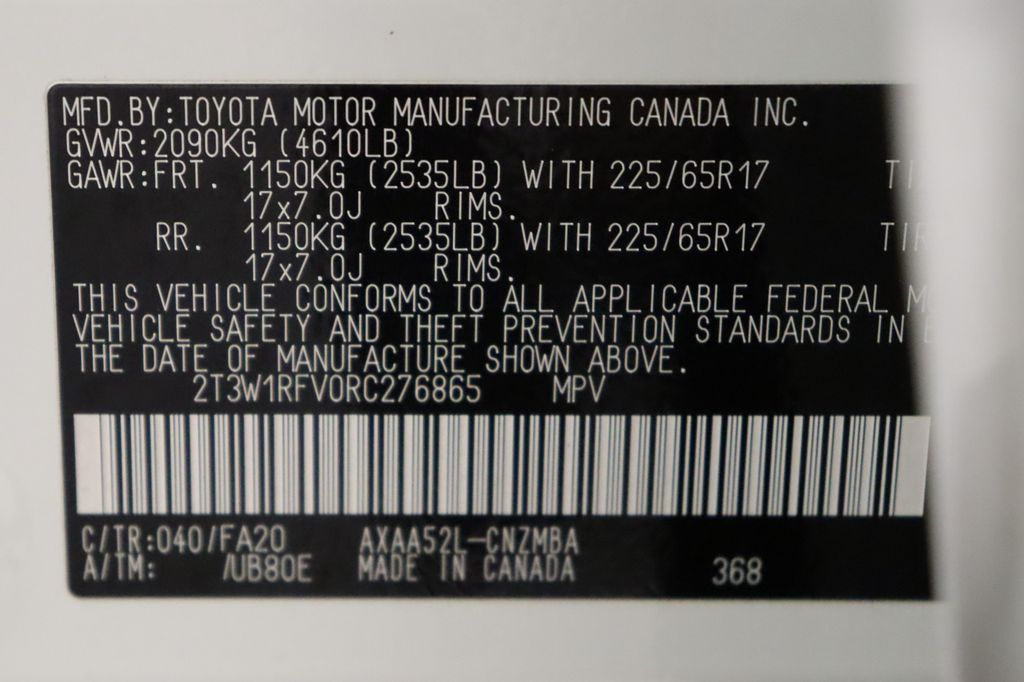 MFD.BY:TOYOTA MOTOR MANUFACTURING CANADA INC.
GVWR:2090KG (4610LB)
GAWR:FRT. 1150KG (2535LB) WITH 225/65R17 TI
17x7.0J RIMS.
RR. 1150KG (2535LB) WITH 225/65R17 TIR
17x7.0J RIMS.
THIS VEHICLE CONFORMS TO ALL APPLICABLE FEDERAL M
VEHICLE SAFETY AND THEFT PREVENTION STANDARDS IN E
THE DATE OF MANUFACTURE SHOWN ABOVE.
2T3W1RFV0RC276865 MPV
C/TR:040/FA20 AXAA52L-CNZMBA
A/TM: /UB80E MADE IN CANADA 368